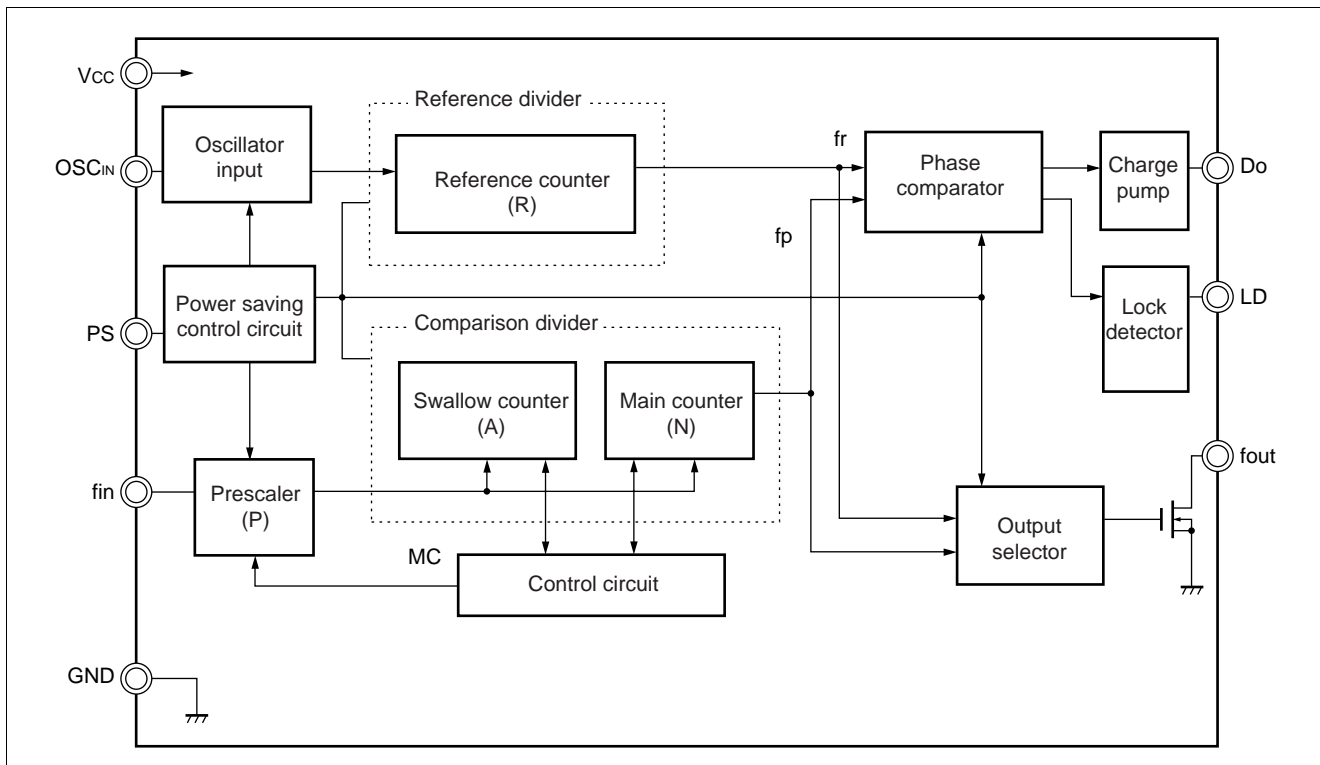 Vcc
OSCIN
PS
fin
GND
Oscillator
input
Reference divider
Reference counter
(R)
Power saving
control circuit
Comparison divider
Swallow counter
(A)
Main counter
(N)
Prescaler
(P)
MC
Control circuit
fr
fp
Phase
comparator
Charge
pump
Do
Lock
detector
LD
Output
selector
fout